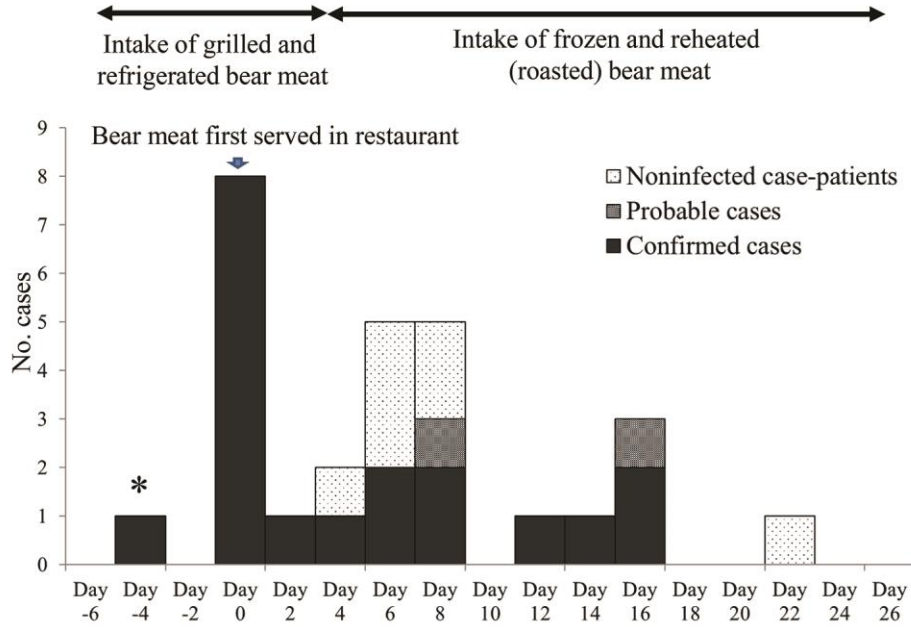 Intake of grilled and
refrigerated bear meat
Intake of frozen and reheated
(roasted) bear meat
Bear meat first served in restaurant
Noninfected case-patients
Probable cases
Confirmed cases
No. cases
9
8
7
6
5
4
3
2
1
0
*
Day -6
Day -4
Day -2
Day 0
Day 2
Day 4
Day 6
Day 8
Day 10
Day 12
Day 14
Day 16
Day 18
Day 20
Day 22
Day 24
Day 26